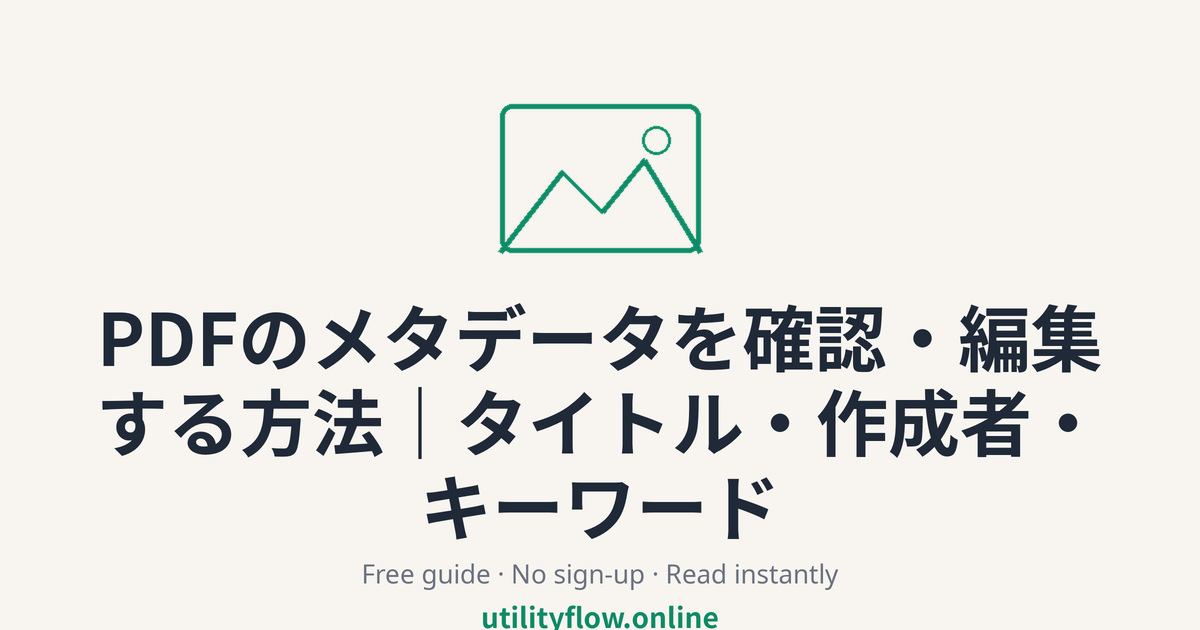 PDFのメタデータを確認・編集
する方法｜タイトル・作成者・
キーワード
Free guide · No sign-up · Read instantly
utilityflow.online